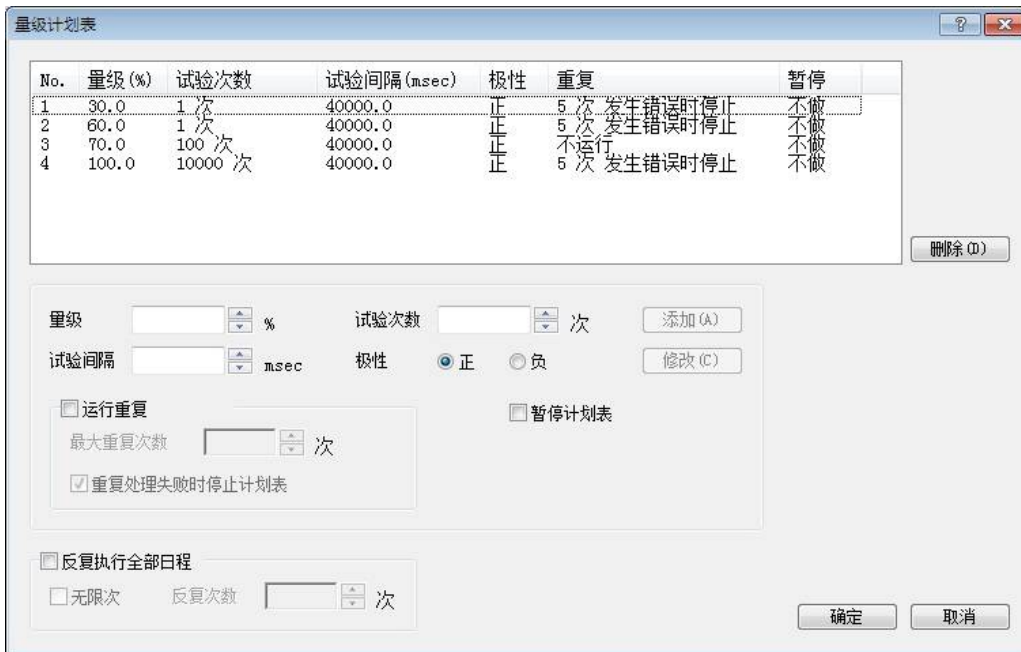 量级计划表
No. 量级(%) 试验次数 试验间隔(msec) 极性 重复 暂停
1 30.0 1 次 40000.0 正 5 次 发生错误时停止 不做
2 60.0 1 次 40000.0 正 5 次 发生错误时停止 不做
3 70.0 100 次 40000.0 正 不运行 不做
4 100.0 10000 次 40000.0 正 5 次 发生错误时停止 不做
删除(D)
量级 % 试验次数 次 添加(A)
试验间隔 msec 极性 正 负 修改(C)
运行重复 暂停计划表
最大重复次数 次
重复处理失败时停止计划表
反复执行全部日程
无限次 反复次数 次
确定 取消